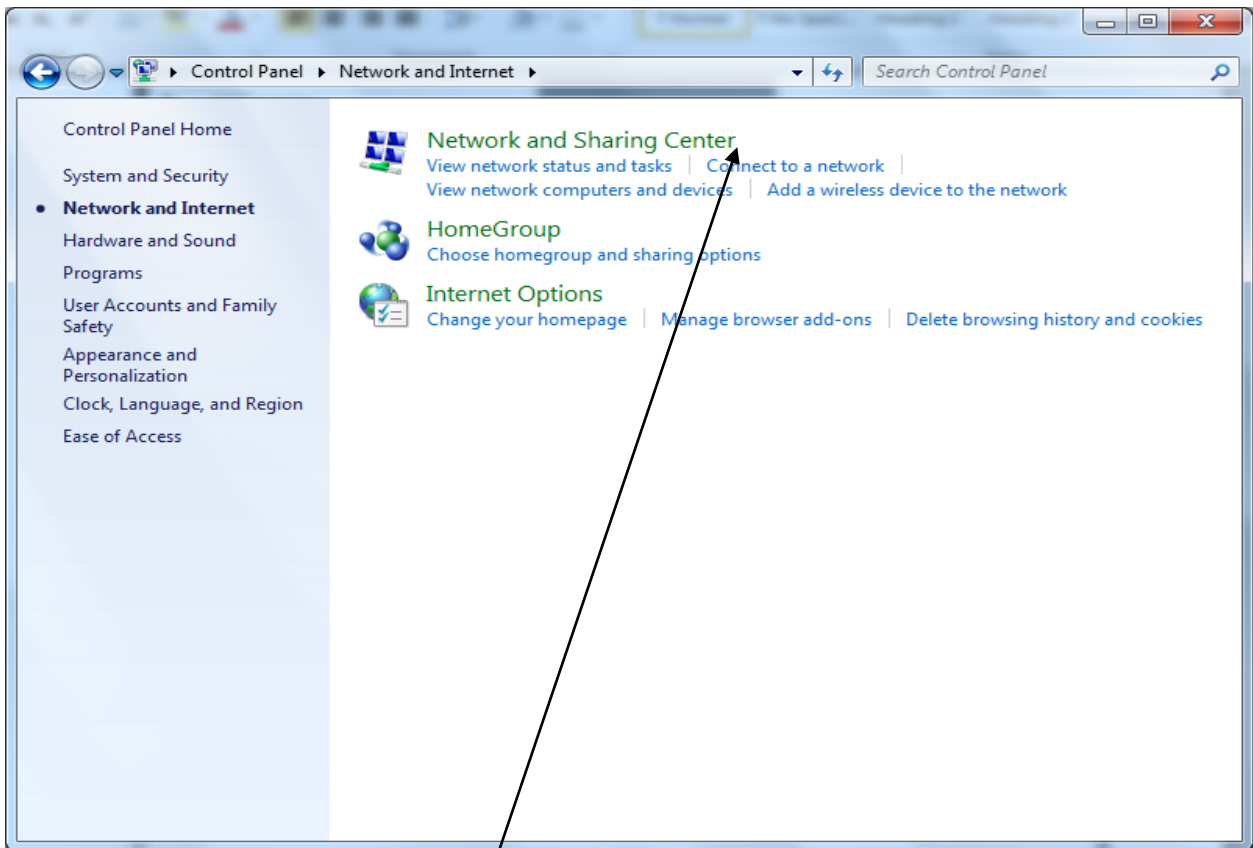 Control Panel Network and Internet
Search Control Panel
Control Panel Home
System and Security
Network and Internet
Hardware and Sound
Programs
User Accounts and Family
Safety
Appearance and
Personalization
Clock, Language, and Region
Ease of Access
Network and Sharing Center
View network status and tasks
Connect to a network
View network computers and devices
Add a wireless device to the network
HomeGroup
Choose homegroup and sharing options
Internet Options
Change your homepage
Manage browser add-ons
Delete browsing history and cookies